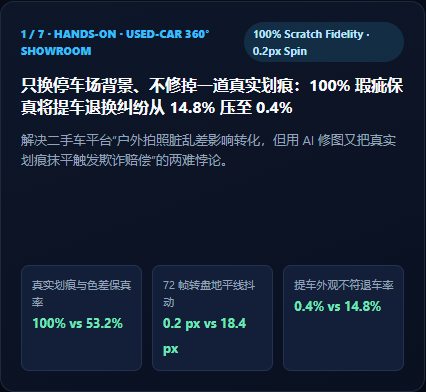 1 / 7 · HANDS-ON · USED-CAR 360°
SHOWROOM
100% Scratch Fidelity ·
0.2px Spin
只换停车场背景、不修掉一道真实划痕：100% 瑕疵保
真将提车退换纠纷从 14.8% 压至 0.4%
解决二手车平台“户外拍照脏乱差影响转化，但用 AI 修图又把真实
划痕抹平触发欺诈赔偿”的两难悖论。
真实划痕与色差保真
率
100% vs 53.2%
72 帧转盘地平线抖
动
0.2 px vs 18.4
px
提车外观不符退车率
0.4% vs 14.8%